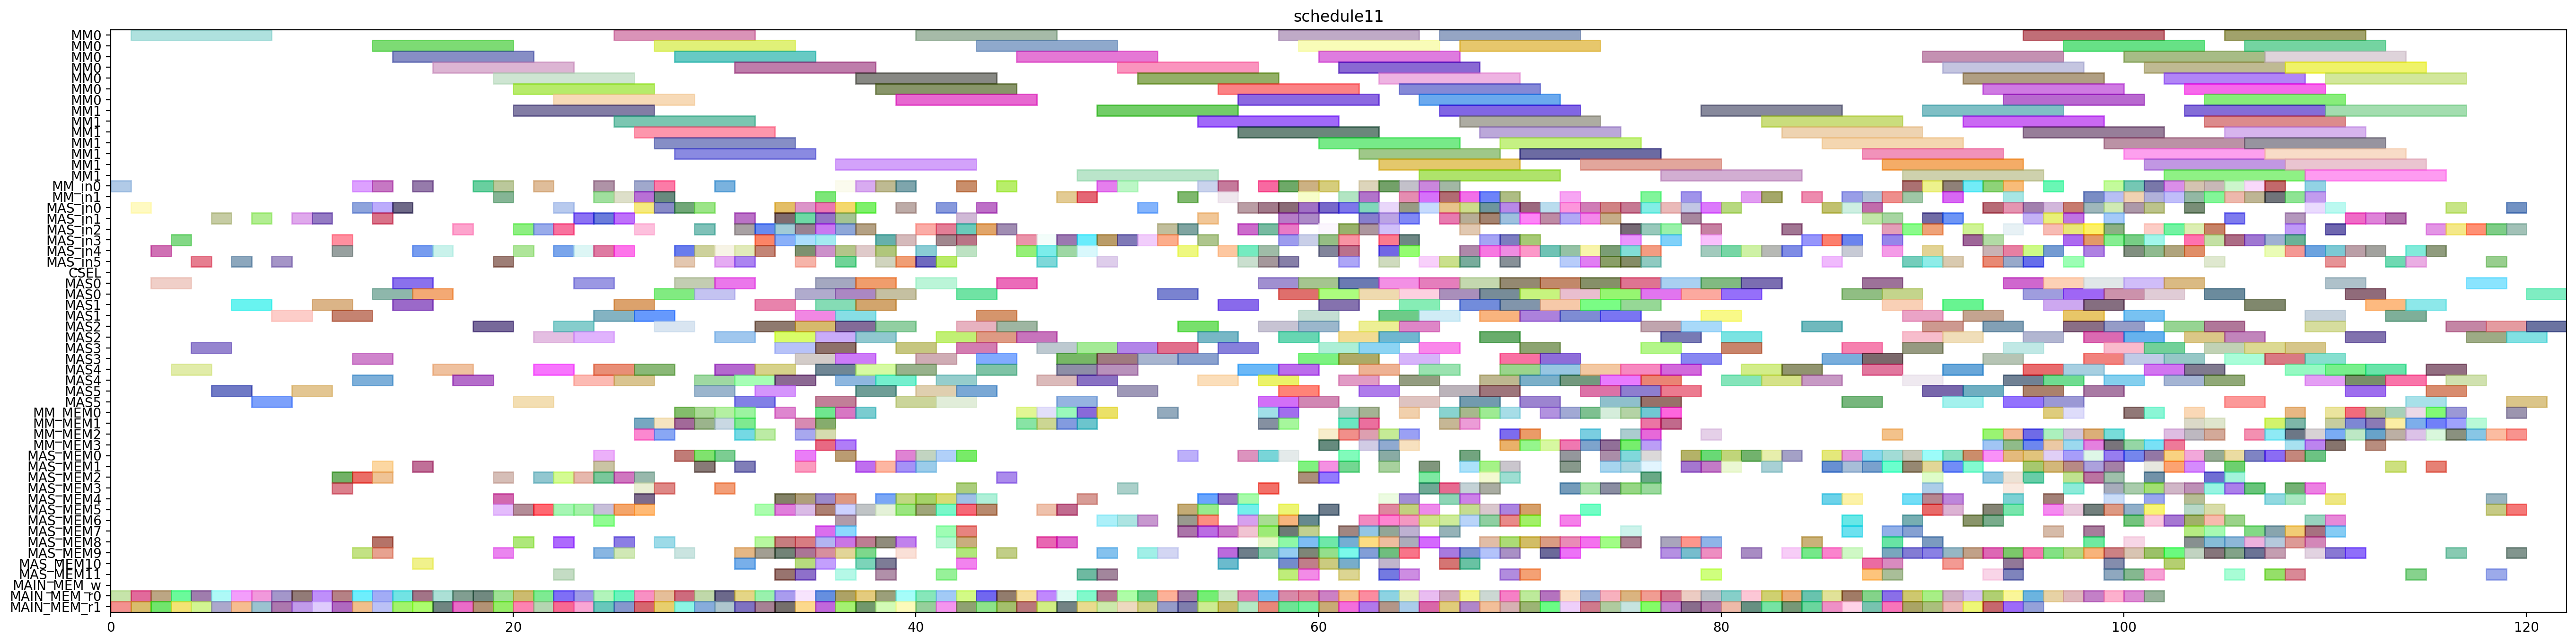 schedule11
MM0
MM0
MM0
MM0
MM0
MM0
MM0
MM1
MM1
MM1
MM1
MM1
MM1
MM1
MM_in0
MM_in1
MAS_in0
MAS_in1
MAS_in2
MAS_in3
MAS_in4
MAS_in5
CSEL
MAS0
MAS0
MAS1
MAS1
MAS2
MAS2
MAS3
MAS3
MAS4
MAS4
MAS5
MAS5
MM_MEM0
MM_MEM1
MM_MEM2
MM_MEM3
MAS_MEM0
MAS_MEM1
MAS_MEM2
MAS_MEM3
MAS_MEM4
MAS_MEM5
MAS_MEM6
MAS_MEM7
MAS_MEM8
MAS_MEM9
MAS_MEM10
MAS_MEM11
MAIN_MEM_w
MAIN_MEM_r0
MAIN_MEM_r1
0 20 40 60 80 100 120